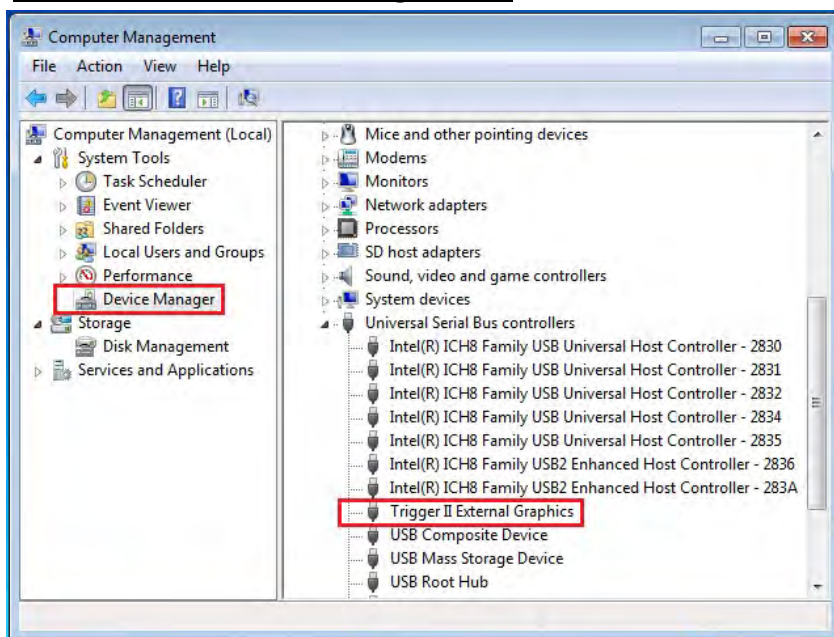 Computer Management
File Action View Help
Computer Management (Local)
System Tools
Task Scheduler
Event Viewer
Shared Folders
Local Users and Groups
Performance
Device Manager
Storage
Disk Management
Services and Applications
Mice and other pointing devices
Modems
Monitors
Network adapters
Processors
SD host adapters
Sound, video and game controllers
System devices
Universal Serial Bus controllers
Intel(R) ICH8 Family USB Universal Host Controller - 2830
Intel(R) ICH8 Family USB Universal Host Controller - 2831
Intel(R) ICH8 Family USB Universal Host Controller - 2832
Intel(R) ICH8 Family USB Universal Host Controller - 2834
Intel(R) ICH8 Family USB Universal Host Controller - 2835
Intel(R) ICH8 Family USB2 Enhanced Host Controller - 2836
Intel(R) ICH8 Family USB2 Enhanced Host Controller - 283A
Trigger II External Graphics
USB Composite Device
USB Mass Storage Device
USB Root Hub